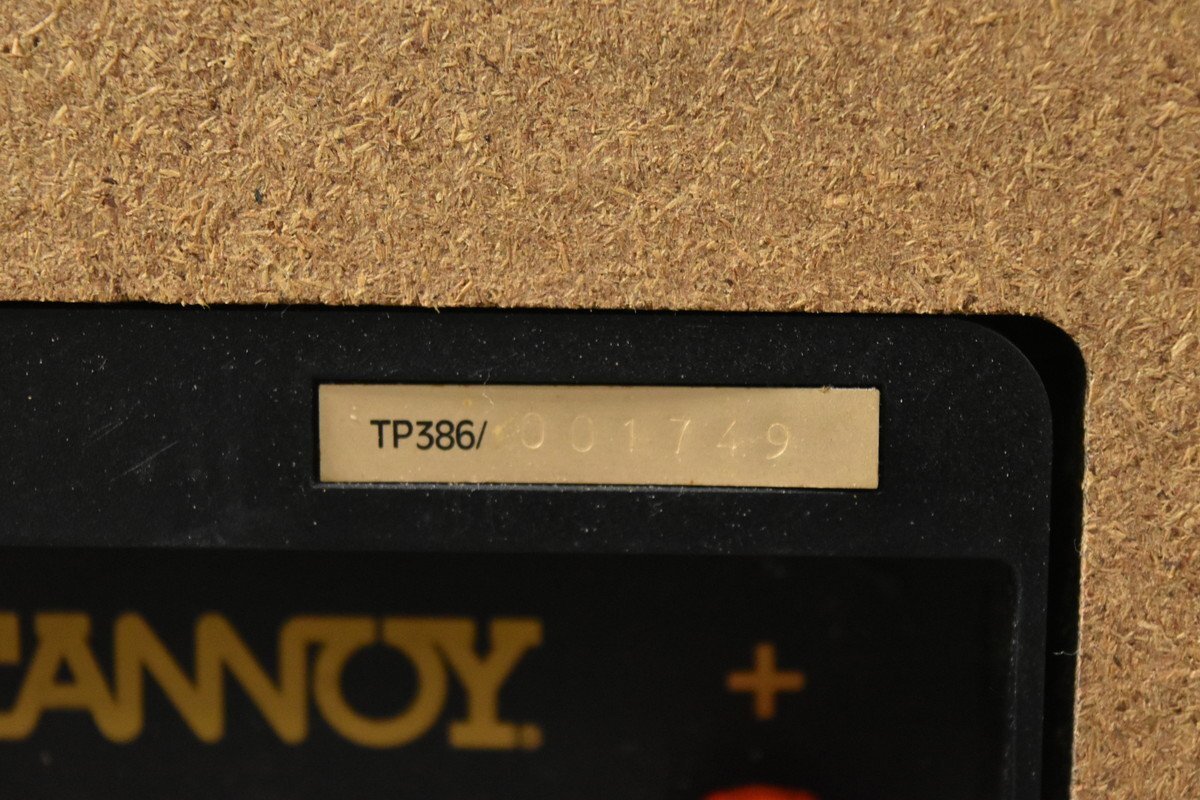 TP386/ 001749
TANNOY
+